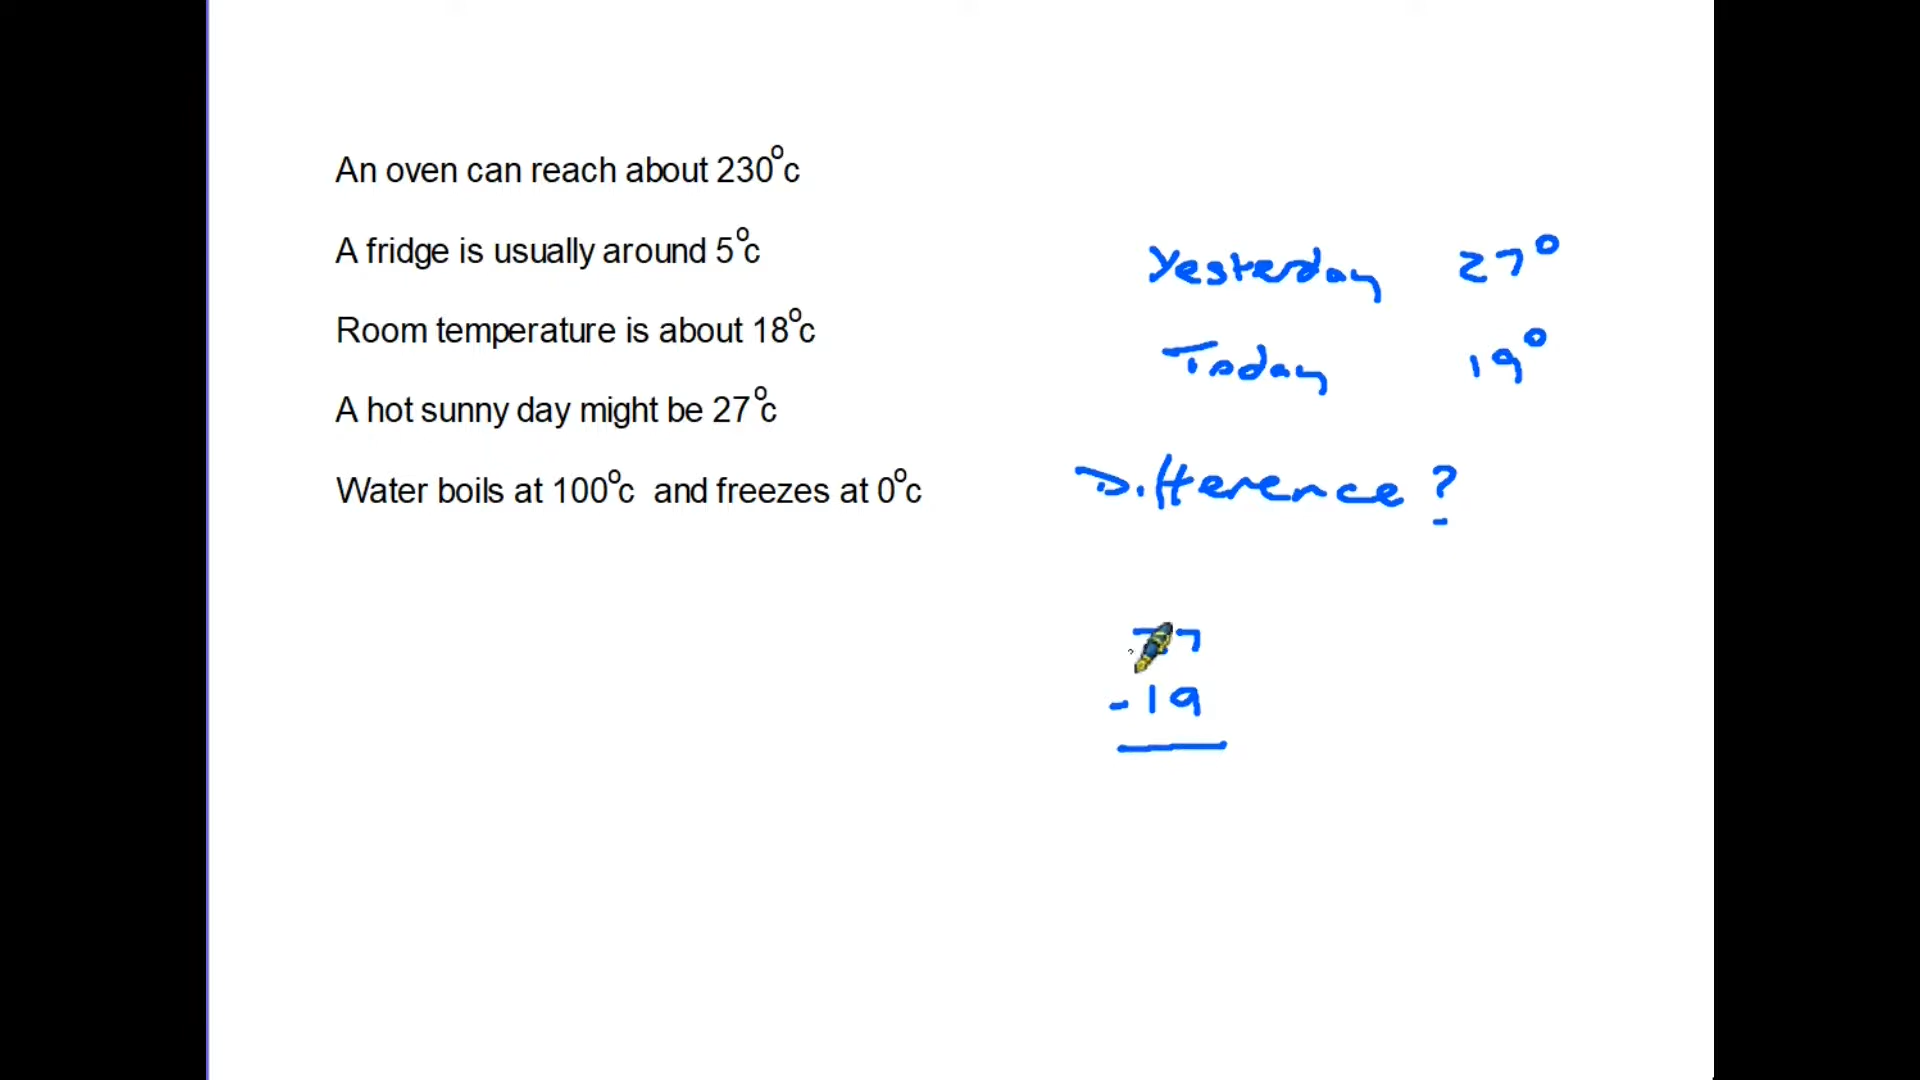 An oven can reach about 230°c
A fridge is usually around 5°c
Room temperature is about 18°c
A hot sunny day might be 27°c
Water boils at 100°c and freezes at 0°c
Yesterday 27°
Today 19°
Difference ?
27
- 19